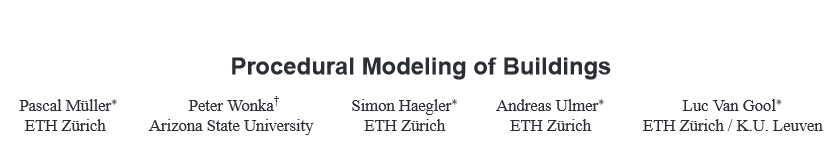 Procedural Modeling of Buildings
Pascal Müller* Peter Wonka† Simon Haegler* Andreas Ulmer* Luc Van Gool*
ETH Zürich Arizona State University ETH Zürich ETH Zürich ETH Zürich / K.U. Leuven